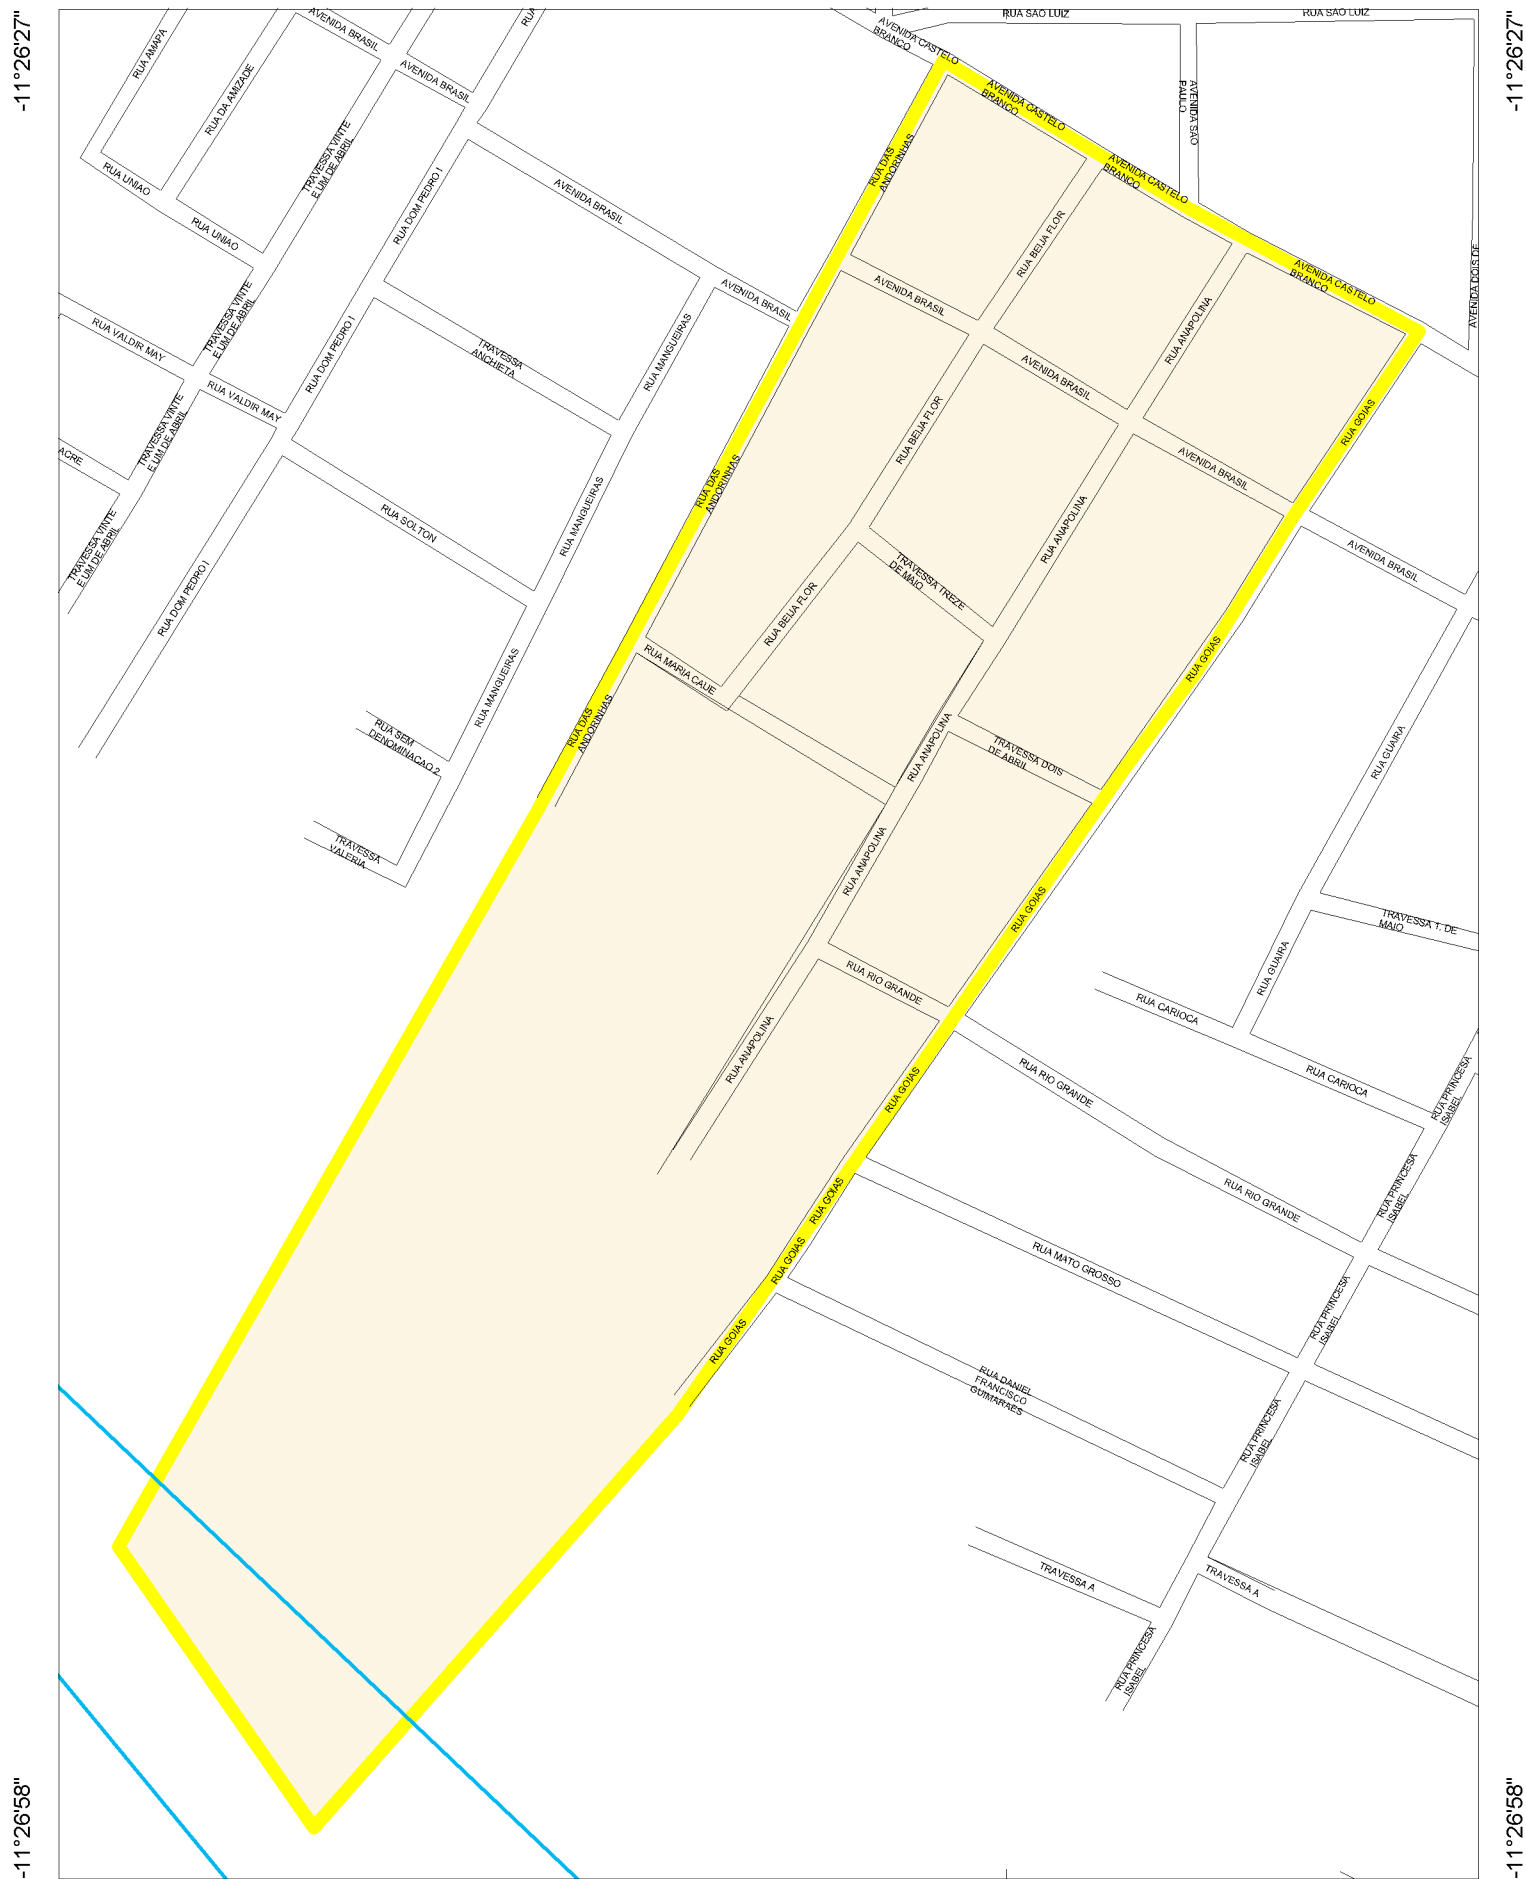 -11°26'27"
-11°26'27"
RUA SAO LUIZ
RUA SAO LUIZ
AVENIDA CASTELO
BRANCO
RUA AMAPA
AVENIDA BRASIL
RUA
RUA DA AMIZADE
AVENIDA BRASIL
AVENIDA CASTELO
BRANCO
AVENIDA SAO
PAULO
TRAVESSA VINTE
E UM DE ABRIL
RUA UNIAO
RUA DAS
ANDORINHAS
AVENIDA CASTELO
BRANCO
RUA DOM PEDRO I
AVENIDA BRASIL
RUA UNIAO
RUA BEIJA FLOR
AVENIDA CASTELO
BRANCO
AVENIDA DOIS DE
TRAVESSA VINTE
E UM DE ABRIL
AVENIDA BRASIL
AVENIDA BRASIL
RUA VALDIR MAY
RUA DOM PEDRO I
TRAVESSA
ANCHIETA
RUA MANGUEIRAS
RUA ANAPOLINA
AVENIDA BRASIL
RUA VALDIR MAY
RUA BEIJA FLOR
RUA GOIAS
TRAVESSA VINTE
E UM DE ABRIL
ACRE
AVENIDA BRASIL
RUA DAS
ANDORINHAS
RUA SOLTON
RUA MANGUEIRAS
RUA ANAPOLINA
TRAVESSA VINTE
E UM DE ABRIL
AVENIDA BRASIL
TRAVESSA TREZE
DE MAIO
RUA DOM PEDRO I
RUA BEIJA FLOR
RUA MARIA CAUE
RUA GOIAS
RUA MANGUEIRAS
RUA DAS
ANDORINHAS
RUA SEM
DENOMINACAO 2
RUA ANAPOLINA
TRAVESSA DOIS
DE ABRIL
RUA GUAIRA
TRAVESSA
VALERIA
RUA ANAPOLINA
RUA GOIAS
TRAVESSA 1. DE
MAIO
RUA GUAIRA
RUA RIO GRANDE
RUA CARIOCA
RUA ANAPOLINA
RUA GOIAS
RUA RIO GRANDE
RUA CARIOCA
RUA PRINCESA
ISABEL
RUA GOIAS
RUA RIO GRANDE
RUA PRINCESA
ISABEL
RUA GOIAS
RUA MATO GROSSO
RUA PRINCESA
ISABEL
RUA GOIAS
RUA DANIEL
FRANCISCO
GUIMARAES
RUA PRINCESA
ISABEL
TRAVESSA A
TRAVESSA A
RUA PRINCESA
ISABEL
-11°26'58"
-11°26'58"